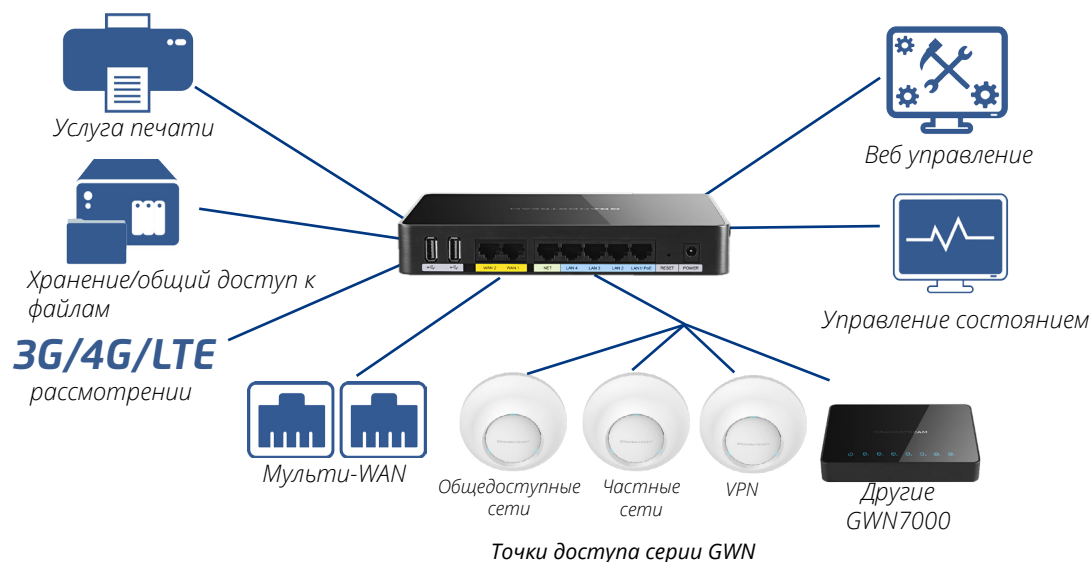 Услуга печати
Веб управление
Хранение/общий доступ к
файлам
Управление состоянием
3G/4G/LTE
рассмотрении
WAN 2 WAN 1 NET LAN 4 LAN 3 LAN 2 LAN1/PoE RESET POWER
Мульти-WAN
Общедоступные
сети
Частные
сети
VPN
Другие
GWN7000
Точки доступа серии GWN